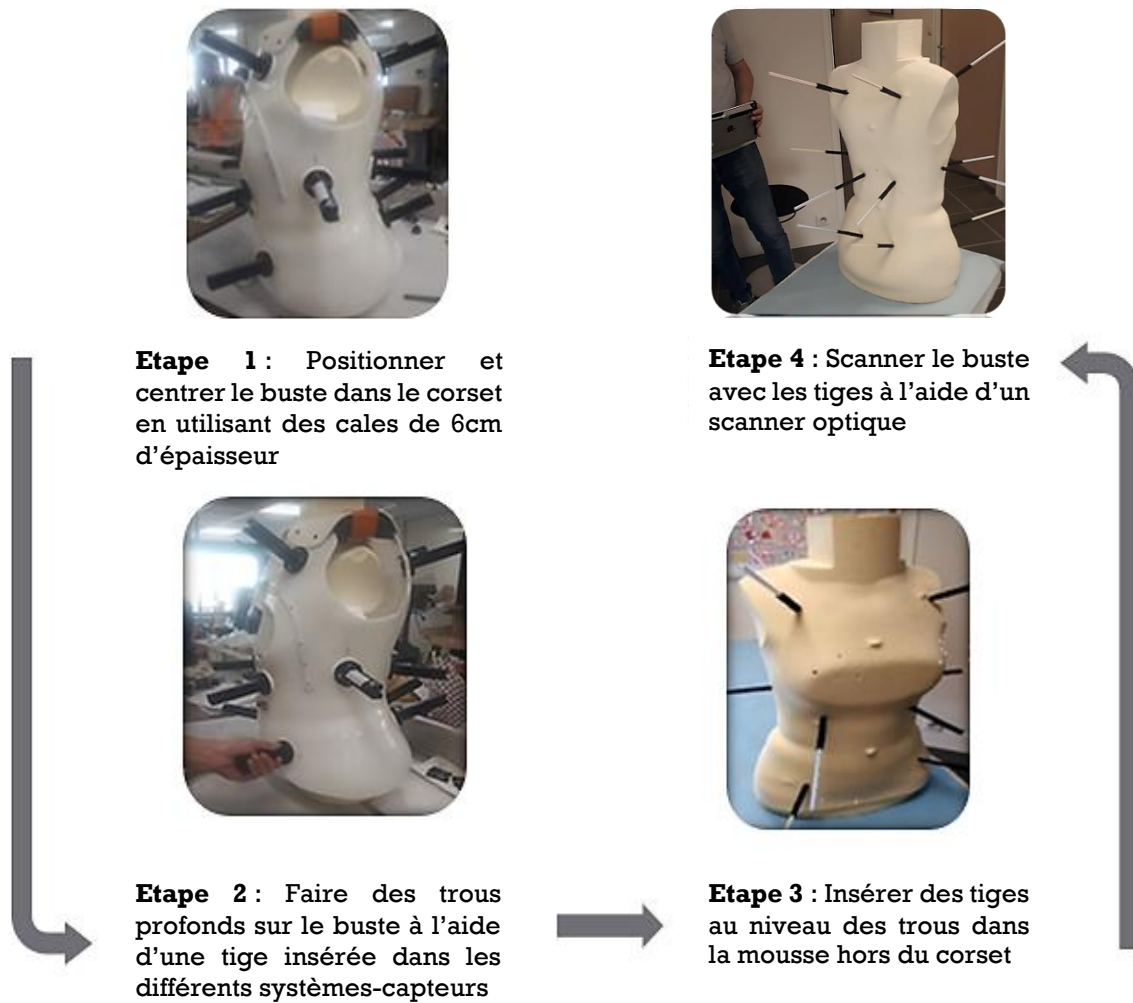 Etape 1 : Positionner et
centrer le buste dans le corset
en utilisant des cales de 6cm
d'épaisseur
Etape 2 : Faire des trous
profonds sur le buste à l'aide
d'une tige insérée dans les
différents systèmes-capteurs
Etape 3 : Insérer des tiges
au niveau des trous dans
la mousse hors du corset
Etape 4 : Scanner le buste
avec les tiges à l'aide d'un
scanner optique